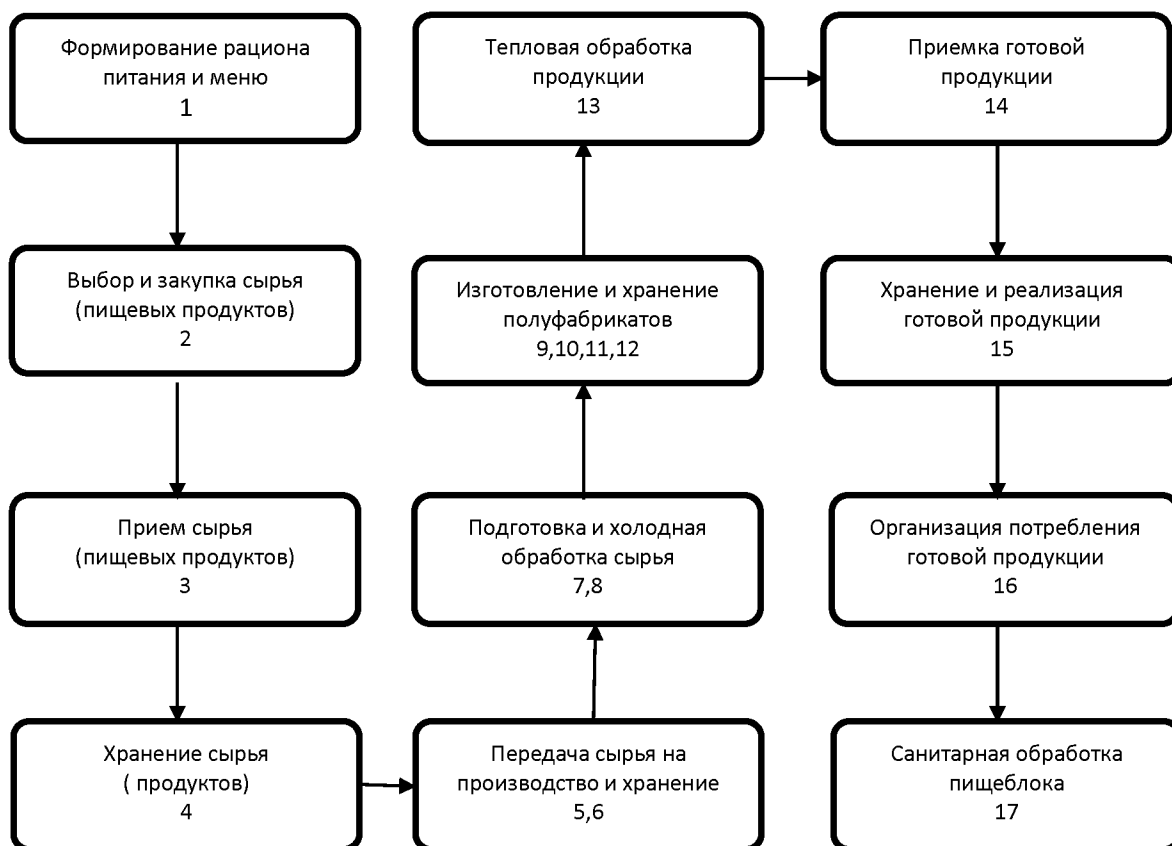 Формирование рациона
питания и меню
1
Выбор и закупка сырья
(пищевых продуктов)
2
Прием сырья
(пищевых продуктов)
3
Хранение сырья
( продуктов)
4
Передача сырья на
производство и хранение
5,6
Подготовка и холодная
обработка сырья
7,8
Изготовление и хранение
полуфабрикатов
9,10,11,12
Тепловая обработка
продукции
13
Приемка готовой
продукции
14
Хранение и реализация
готовой продукции
15
Организация потребления
готовой продукции
16
Санитарная обработка
пищеблока
17